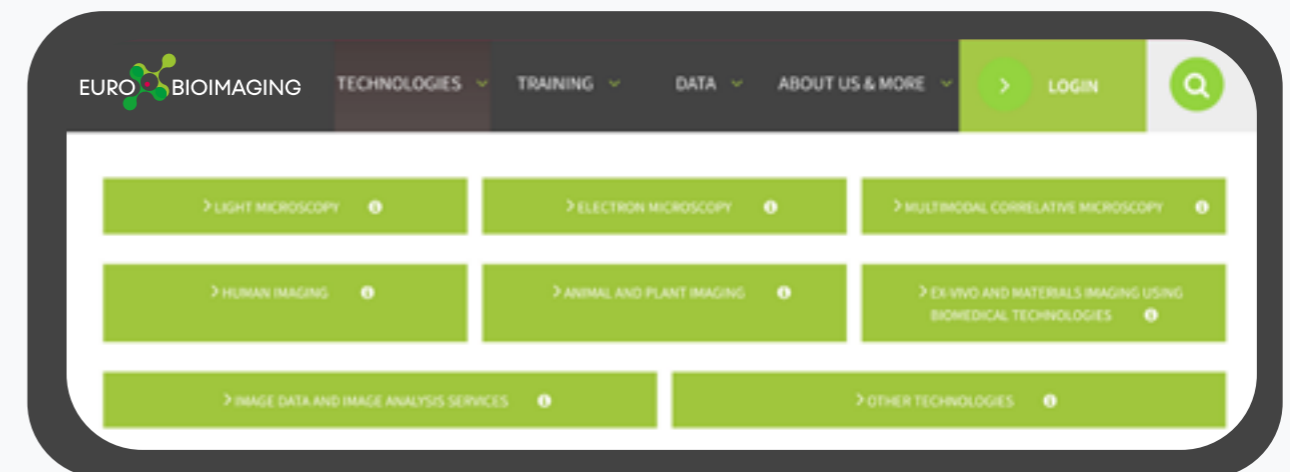 EURO BIOIMAGING
TECHNOLOGIES
TRAINING
DATA
ABOUT US & MORE
> LOGIN
> LIGHT MICROSCOPY
> ELECTRON MICROSCOPY
> MULTIMODAL CORRELATIVE MICROSCOPY
> HUMAN IMAGING
> ANIMAL AND PLANT IMAGING
> EX-VIVO AND MATERIALS IMAGING USING
BIOMEDICAL TECHNOLOGIES
> IMAGE DATA AND IMAGE ANALYSIS SERVICES
> OTHER TECHNOLOGIES